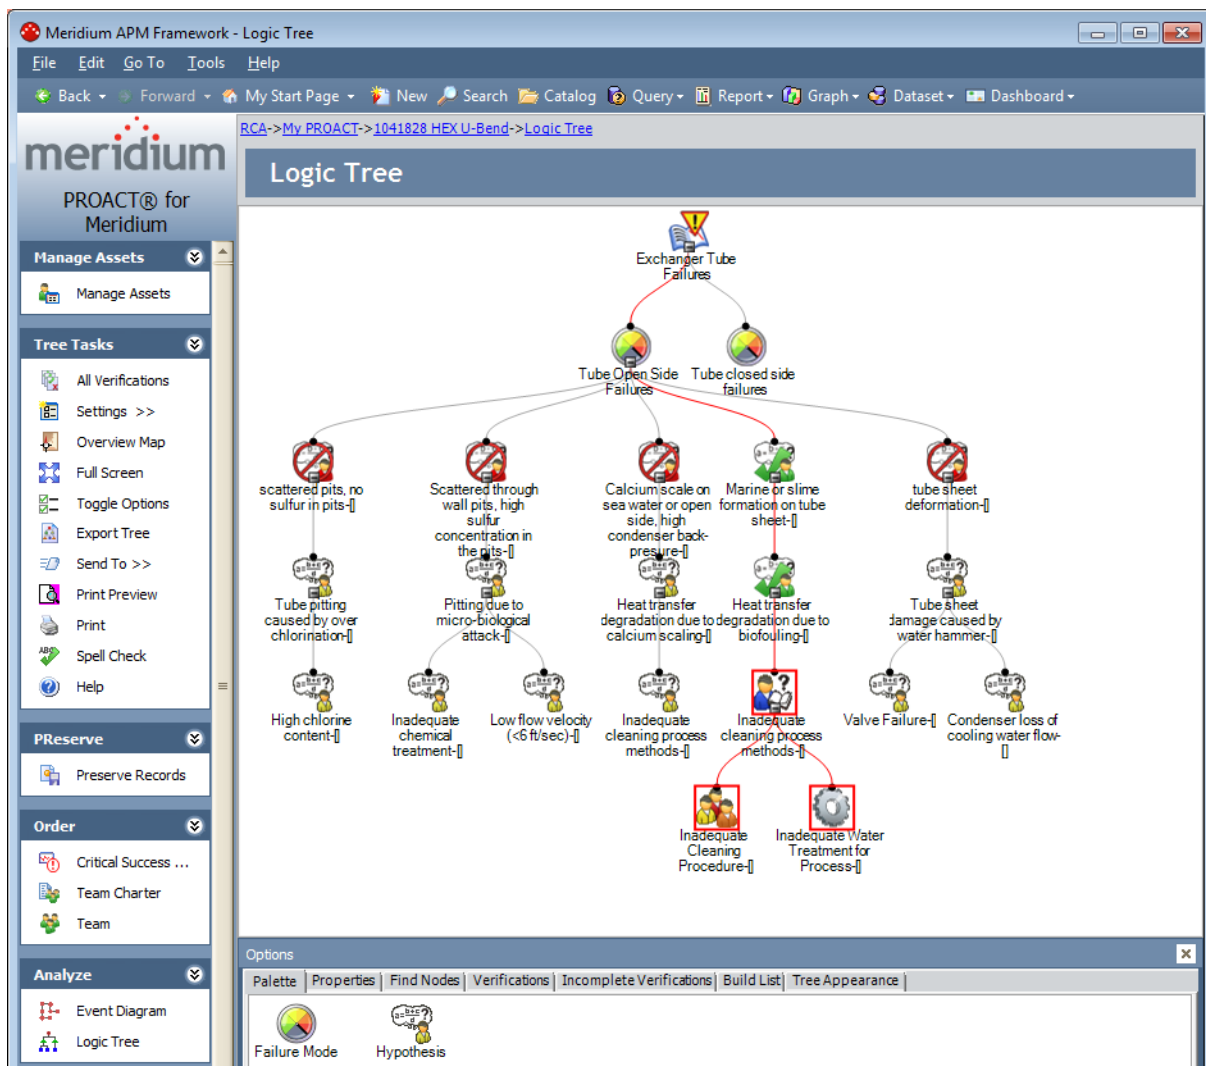 Meridium APM Framework - Logic Tree
File Edit Go To Tools Help
Back Forward My Start Page New Search Catalog Query Report Graph Dataset Dashboard
meridium
PROACT® for
Meridium
RCA->My PROACT->1041828 HEX U-Bend->Logic Tree
Logic Tree
Manage Assets
Manage Assets
Tree Tasks
All Verifications
Settings >>
Overview Map
Full Screen
Toggle Options
Export Tree
Send To >>
Print Preview
Print
Spell Check
Help
PReserve
Preserve Records
Order
Critical Success ...
Team Charter
Team
Analyze
Event Diagram
Logic Tree
Exchanger Tube
Failures
Tube Open Side
Failures
Tube closed side
failures
scattered pits, no
sulfur in pits-[]
Scattered through
wall pits, high
sulfur
concentration in
the pits-[]
Calcium scale on
sea water or open
side, high
condenser back-
presure-[]
Marine or slime
formation on tube
sheet-[]
tube sheet
deformation-[]
Tube pitting
caused by over
chlorination-[]
Pitting due to
micro-biological
attack-[]
Heat transfer
degradation due to
calcium scaling-[]
Heat transfer
degradation due to
biofouling-[]
Tube sheet
damage caused by
water hammer-[]
High chlorine
content-[]
Inadequate
chemical
treatment-[]
Low flow velocity
(<6 ft/sec)-[]
Inadequate
cleaning process
methods-[]
Inadequate
cleaning process
methods-[]
Valve Failure-[]
Condenser loss of
cooling water flow-
[]
Inadequate
Cleaning
Procedure-[]
Inadequate Water
Treatment for
Process-[]
Options
Palette Properties Find Nodes Verifications Incomplete Verifications Build List Tree Appearance
Failure Mode
Hypothesis